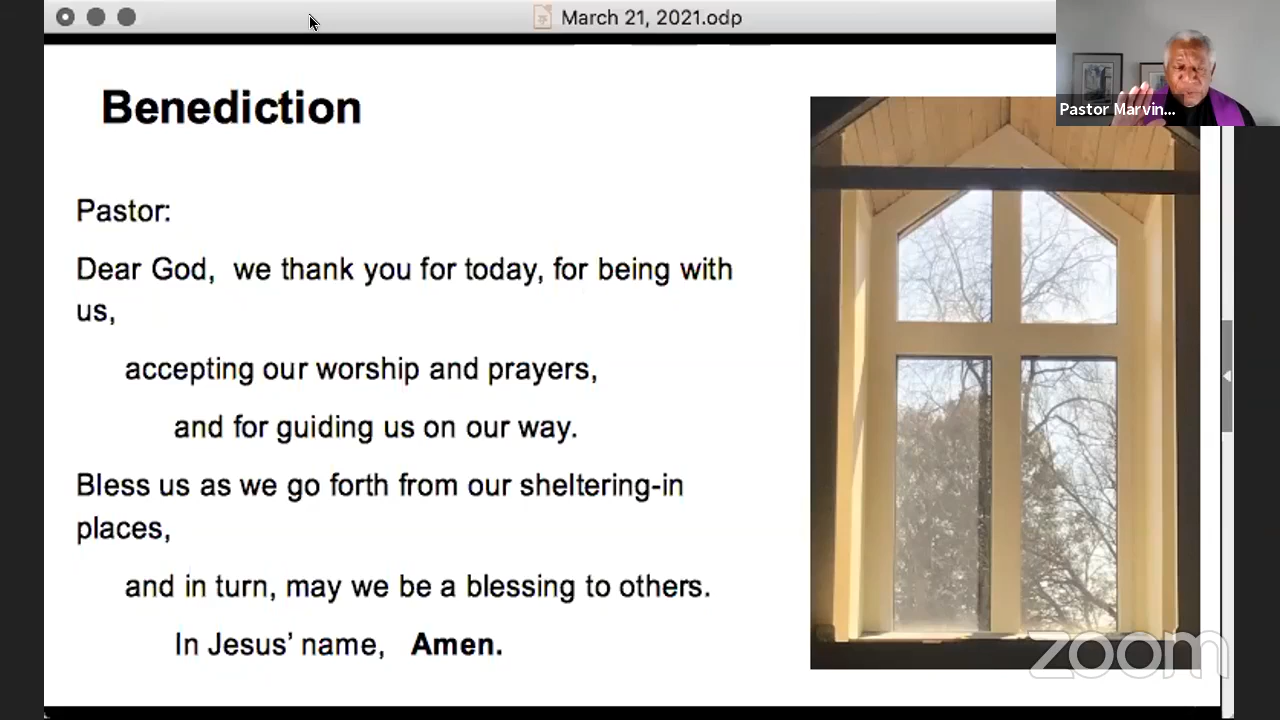 March 21, 2021.odp
Pastor Marvin...
Benediction
Pastor:
Dear God,  we thank you for today, for being with
us,
accepting our worship and prayers,
and for guiding us on our way.
Bless us as we go forth from our sheltering-in
places,
and in turn, may we be a blessing to others.
In Jesus’ name,   Amen.
zoom